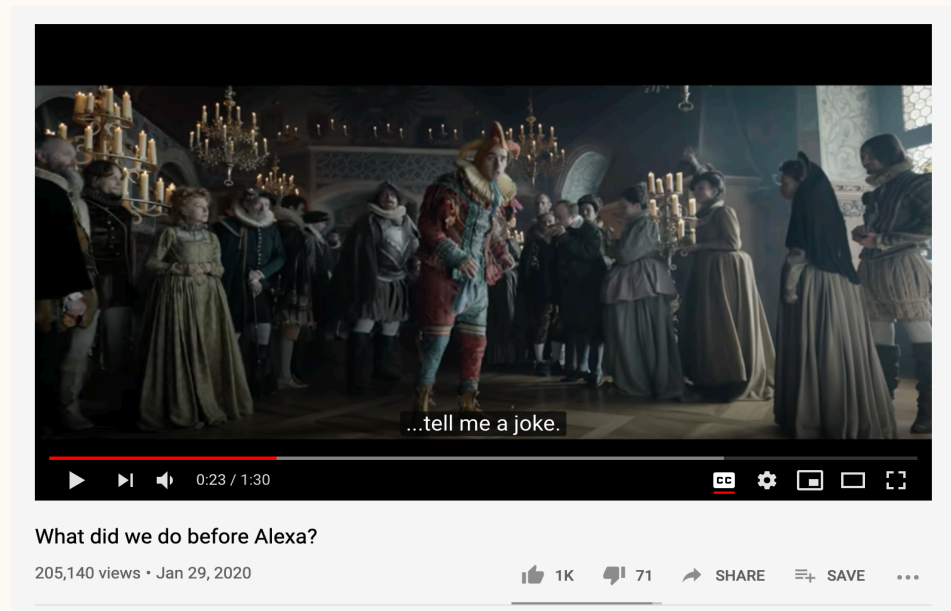 ...tell me a joke.
0:23 / 1:30
CC
What did we do before Alexa?
205,140 views • Jan 29, 2020
1K
71
SHARE
SAVE